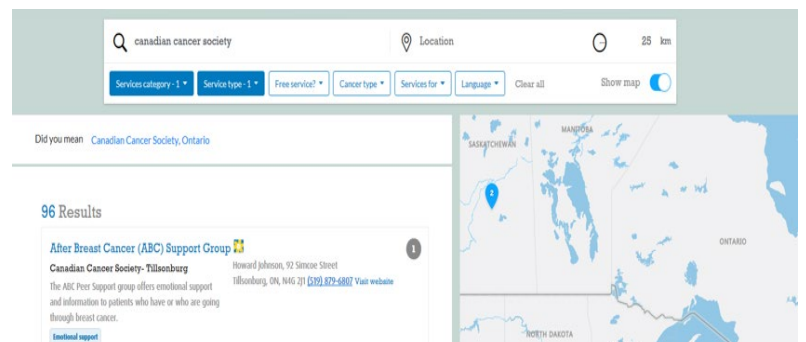 canadian cancer society
Location
25 km
Services category - 1
Service type - 1
Free service?
Cancer type
Services for
Language
Clear all
Show map
Did you mean Canadian Cancer Society, Ontario
96 Results
After Breast Cancer (ABC) Support Group
1
Canadian Cancer Society- Tillsonburg
The ABC Peer Support group offers emotional support
and information to patients who have or who are going
through breast cancer.
Emotional support
Howard Johnson, 92 Simcoe Street
Tillsonburg, ON, N4G 2J1 (519) 879-6807 Visit website
SASKATCHEWAN
MANITOBA
2
ONTARIO
NORTH DAKOTA